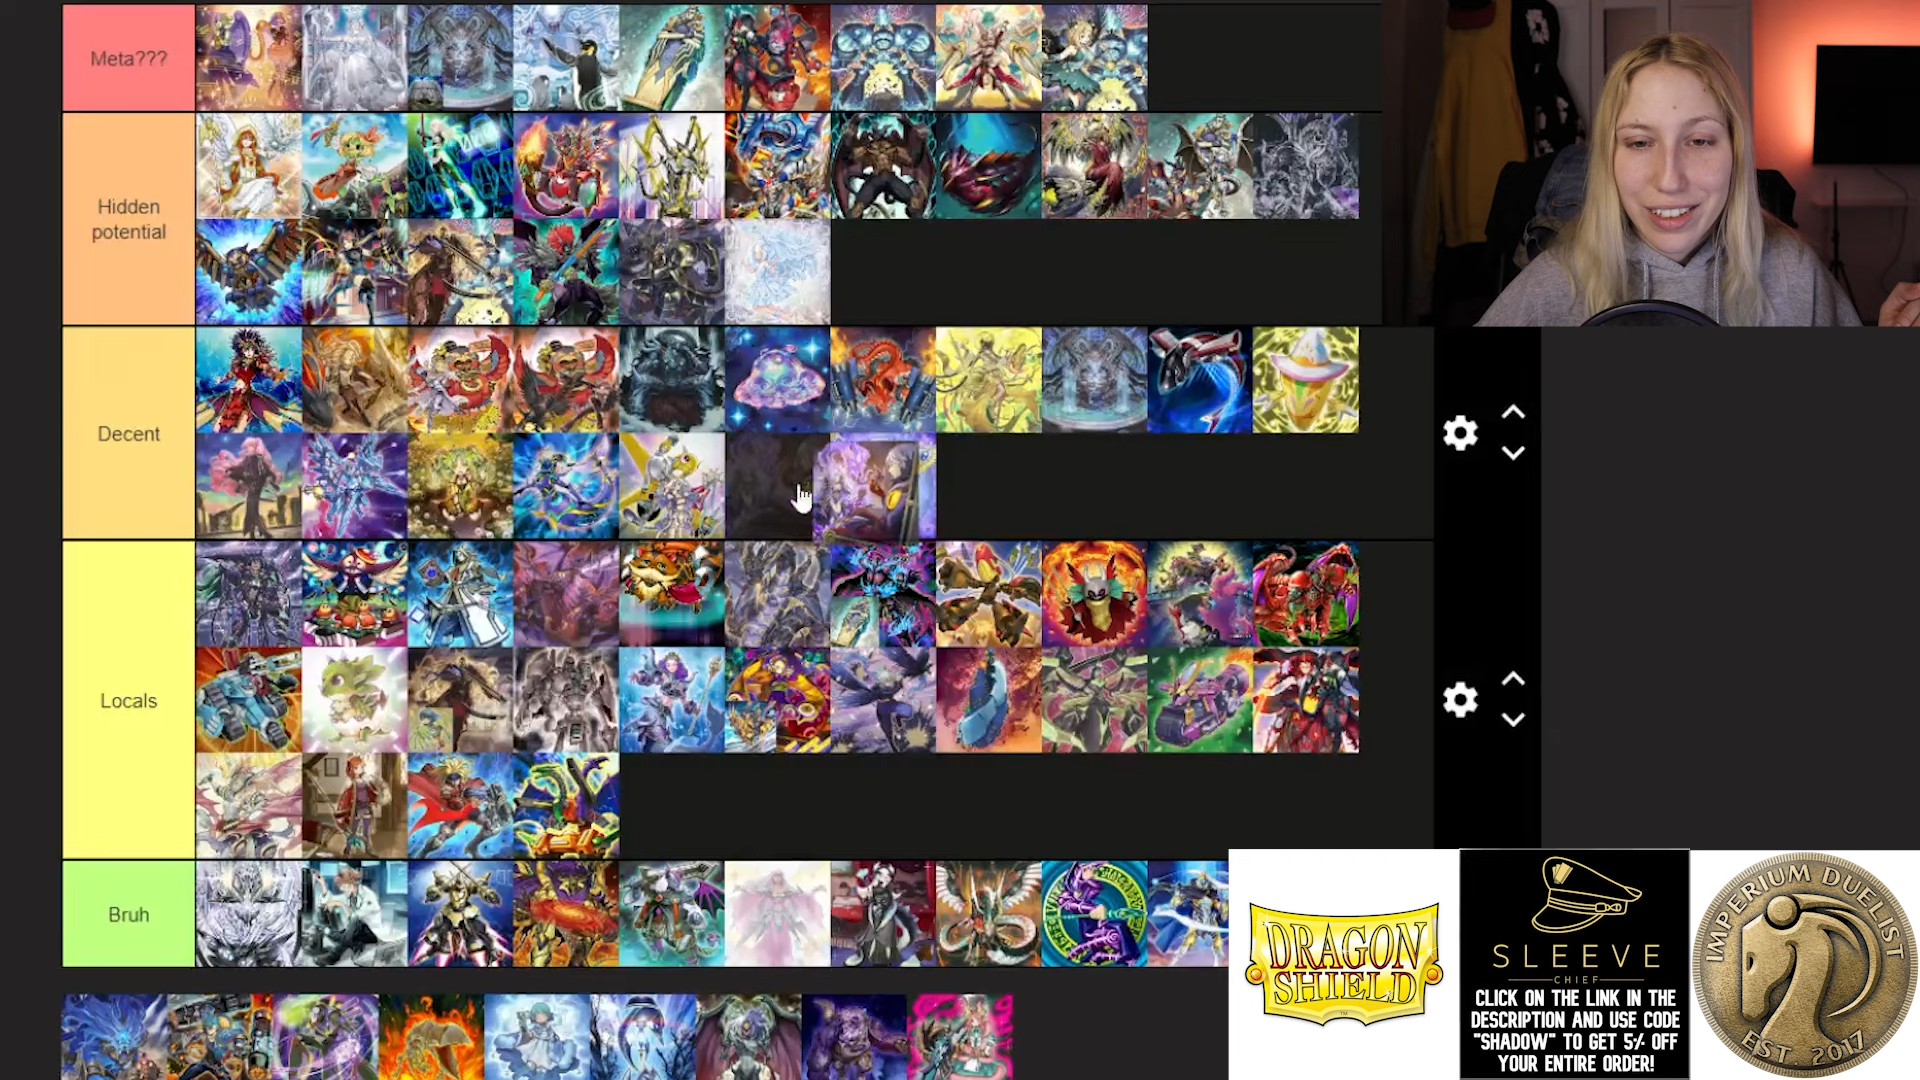 Meta???
Hidden
potential
Decent
Locals
Bruh
DRAGON
SHIELD
TM
SLEEVE
CHIEF
CLICK ON THE LINK IN THE
DESCRIPTION AND USE CODE
"SHADOW" TO GET 5% OFF
YOUR ENTIRE ORDER!
IMPERIUM DUELIST
EST. 2017